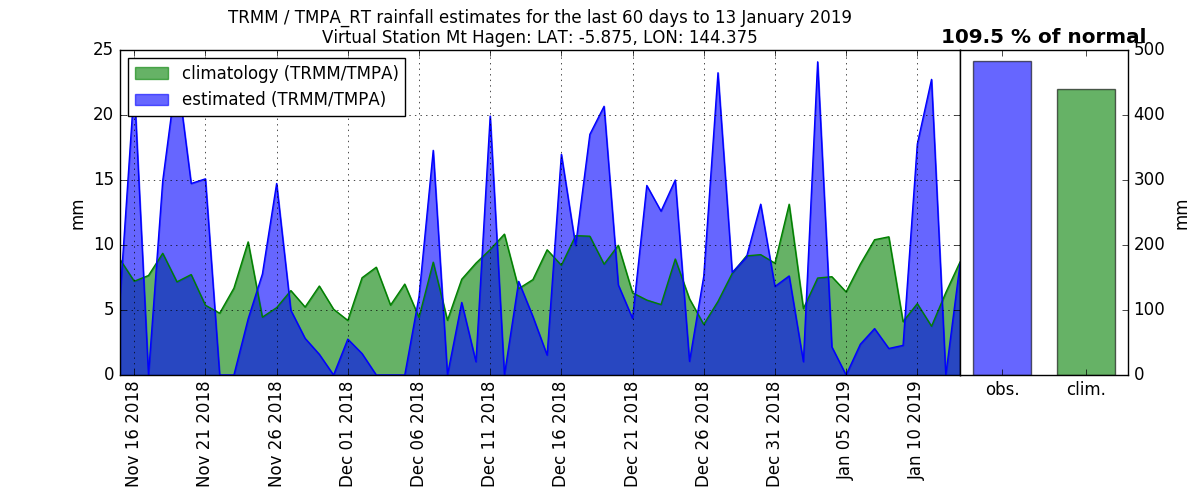 TRMM / TMPA_RT rainfall estimates for the last 60 days to 13 January 2019
Virtual Station Mt Hagen: LAT: -5.875, LON: 144.375
109.5 % of normal
climatology (TRMM/TMPA)
estimated (TRMM/TMPA)
25
20
15
10
5
0
mm
500
400
300
200
100
0
mm
obs.
clim.
Nov 16 2018
Nov 21 2018
Nov 26 2018
Dec 01 2018
Dec 06 2018
Dec 11 2018
Dec 16 2018
Dec 21 2018
Dec 26 2018
Dec 31 2018
Jan 05 2019
Jan 10 2019